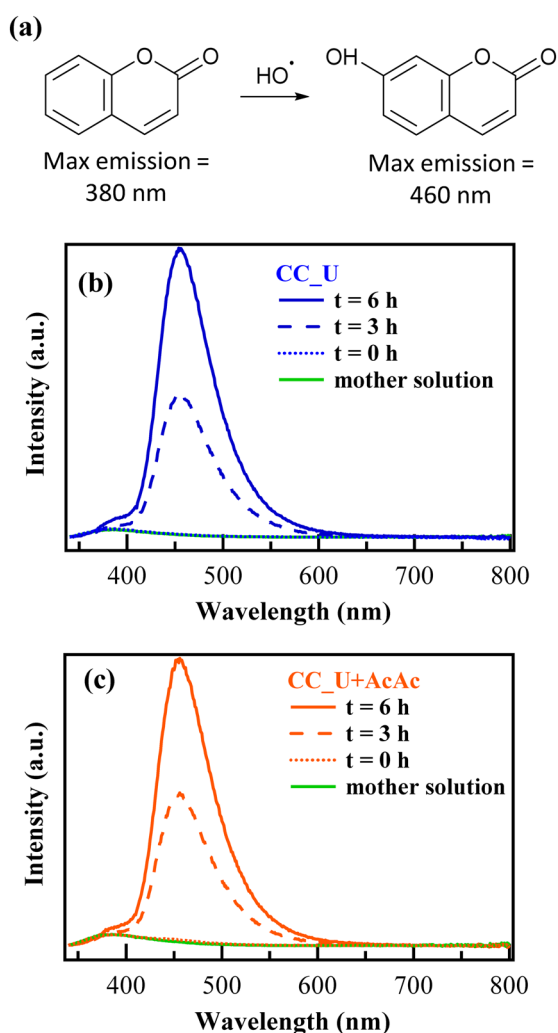 (a)
O
O
HO•
OH
O
O
Max emission =
380 nm
Max emission =
460 nm
(b)
CC_U
t = 6 h
t = 3 h
t = 0 h
mother solution
Intensity (a.u.)
400
500
600
700
800
Wavelength (nm)
(c)
CC_U+AcAc
t = 6 h
t = 3 h
t = 0 h
mother solution
Intensity (a.u.)
400
500
600
700
800
Wavelength (nm)